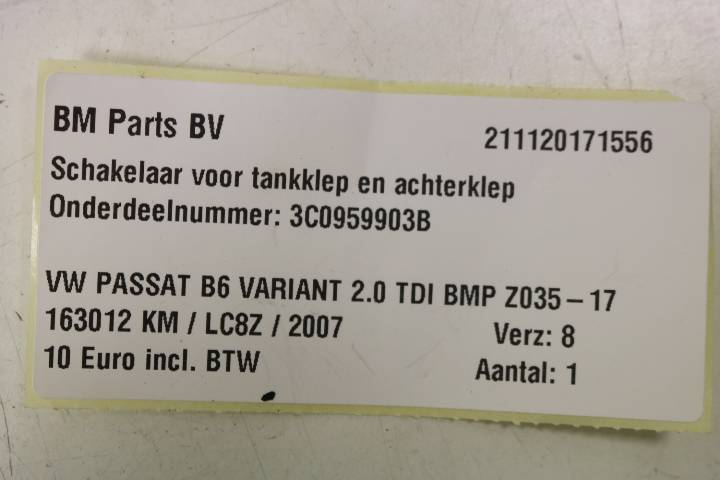 BM Parts BV 211120171556
Schakelaar voor tankklep en achterklep
Onderdeelnummer: 3C0959903B
VW PASSAT B6 VARIANT 2.0 TDI BMP Z035-17
163012 KM / LC8Z / 2007 Verz: 8
10 Euro incl. BTW Aantal: 1